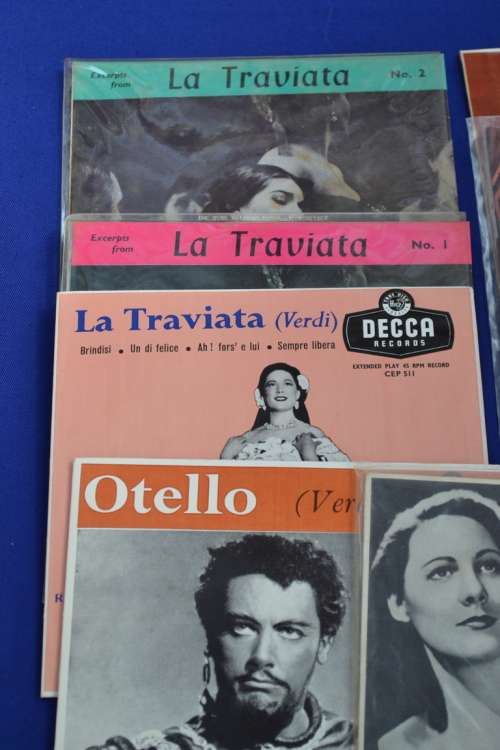 Excerpts from La Traviata No. 2
Excerpts from La Traviata No. 1
La Traviata (Verdi)
Brindisi • Un di felice • Ah! fors' e lui • Sempre libera
DECCA
RECORDS
EXTENDED PLAY 45 RPM RECORD
CEP 511
Otello (Ver
R